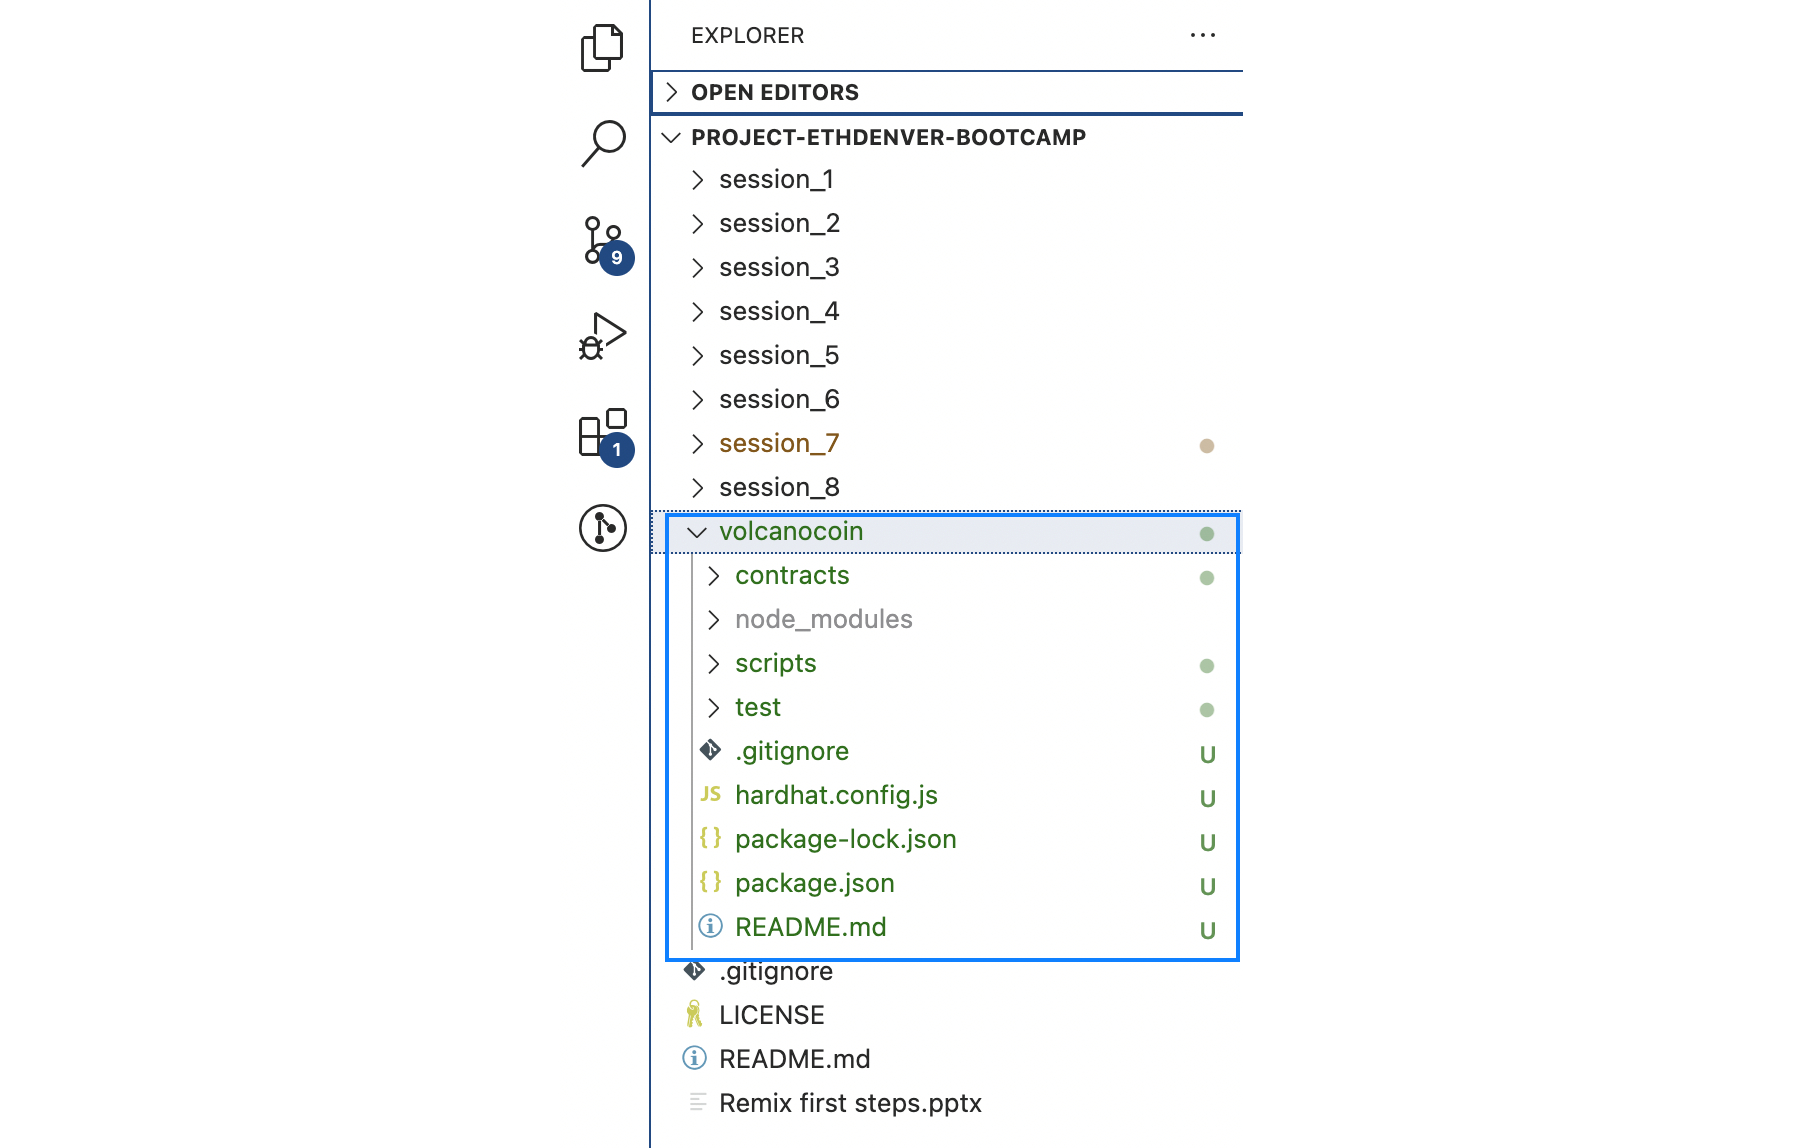 EXPLORER
OPEN EDITORS
PROJECT-ETHDENVER-BOOTCAMP
session_1
session_2
session_3
9
session_4
session_5
session_6
session_7
1
session_8
volcanocoin
contracts
node_modules
scripts
test
.gitignore U
JS hardhat.config.js U
{} package-lock.json U
{} package.json U
README.md U
.gitignore
LICENSE
README.md
Remix first steps.pptx